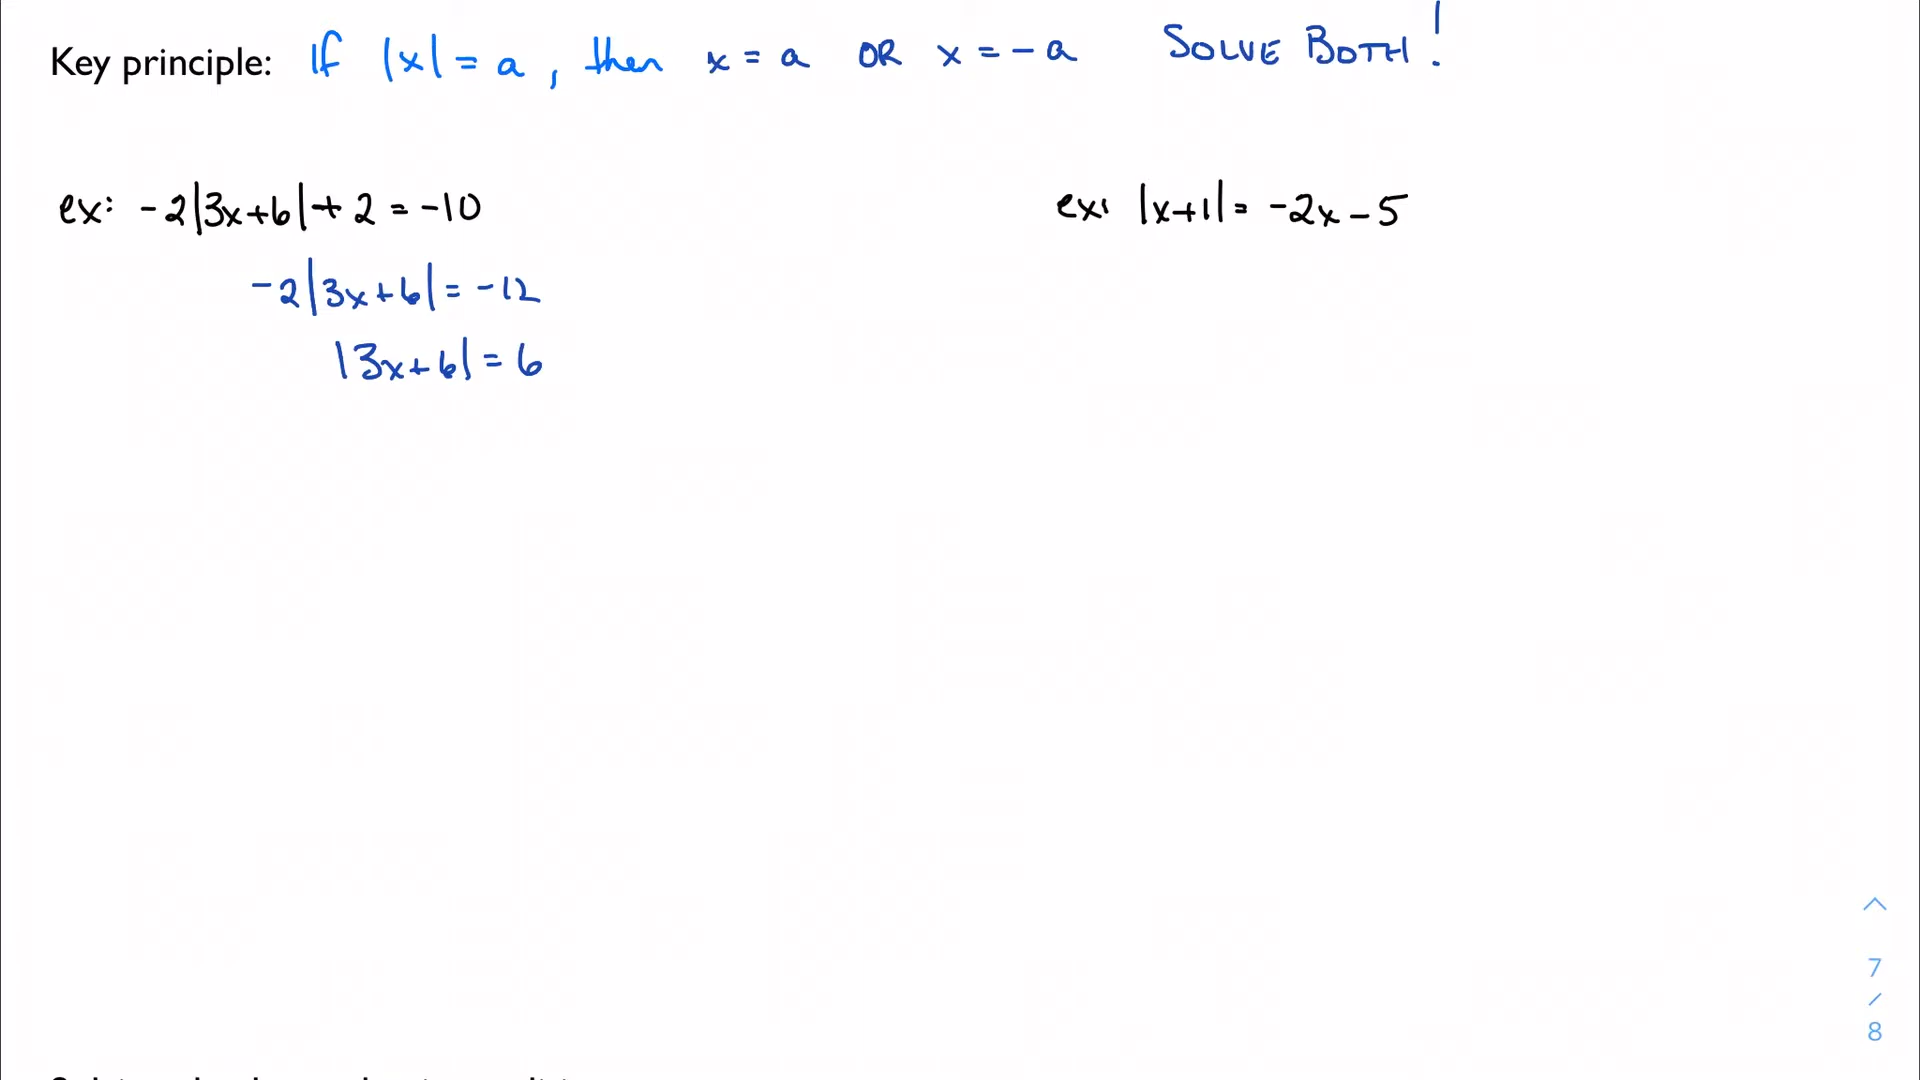 Key principle: If |x| = a, then x = a OR x = -a SOLVE BOTH!
ex: -2|3x+6|+2 = -10
-2|3x+6| = -12
|3x+6| = 6
ex: |x+1| = -2x-5
7
/
8